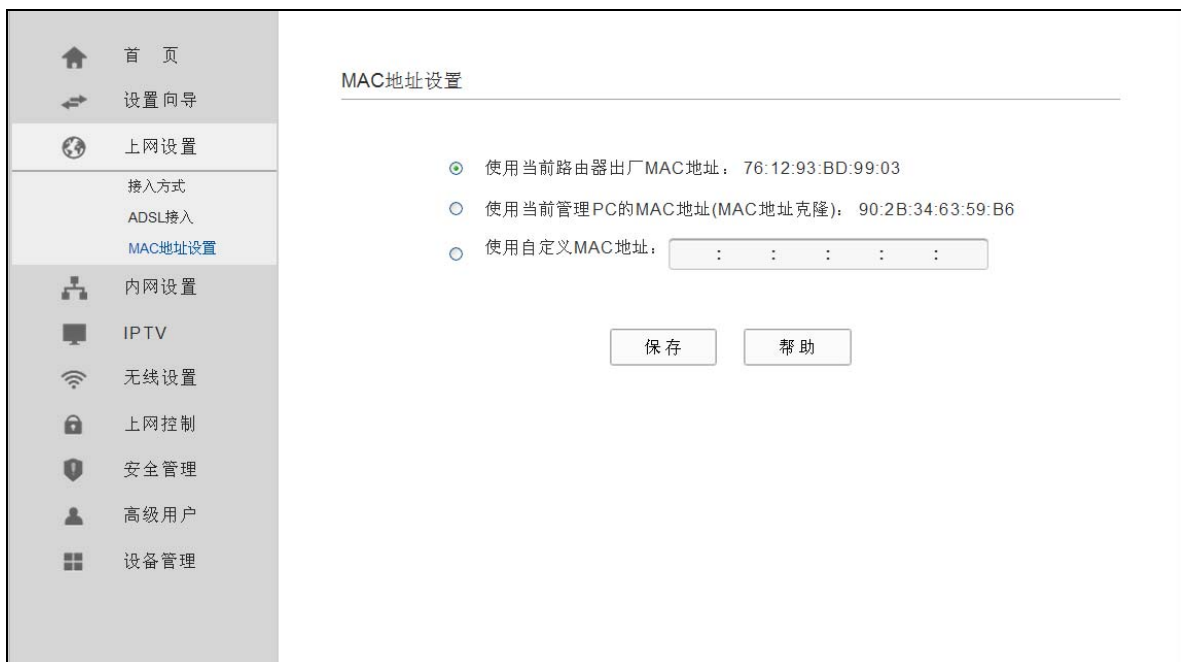 首 页
设置向导
上网设置
接入方式
ADSL接入
MAC地址设置
内网设置
IPTV
无线设置
上网控制
安全管理
高级用户
设备管理
MAC地址设置
使用当前路由器出厂MAC地址： 76:12:93:BD:99:03
使用当前管理PC的MAC地址(MAC地址克隆)： 90:2B:34:63:59:B6
使用自定义MAC地址： : : : : :
保存 帮助